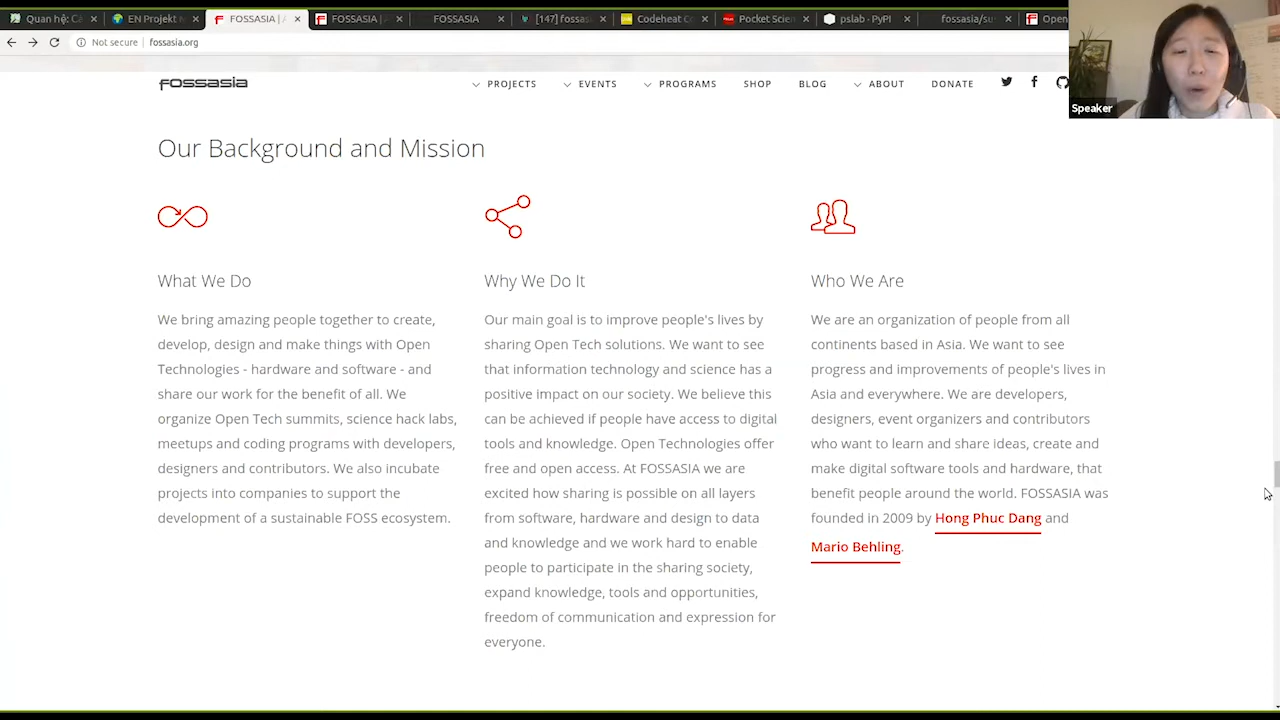 Quan hệ: Cá
EN Projekt M
FOSSASIA | A
FOSSASIA | A
FOSSASIA
[147] fossas
Codeheat Co
Pocket Scien
pslab · PyPI
fossasia/su
Open
Not secure
fossasia.org
FOSSASIA
PROJECTS
EVENTS
PROGRAMS
SHOP
BLOG
ABOUT
DONATE
Speaker
Our Background and Mission
What We Do
We bring amazing people together to create,
develop, design and make things with Open
Technologies - hardware and software - and
share our work for the benefit of all. We
organize Open Tech summits, science hack labs,
meetups and coding programs with developers,
designers and contributors. We also incubate
projects into companies to support the
development of a sustainable FOSS ecosystem.
Why We Do It
Our main goal is to improve people's lives by
sharing Open Tech solutions. We want to see
that information technology and science has a
positive impact on our society. We believe this
can be achieved if people have access to digital
tools and knowledge. Open Technologies offer
free and open access. At FOSSASIA we are
excited how sharing is possible on all layers
from software, hardware and design to data
and knowledge and we work hard to enable
people to participate in the sharing society,
expand knowledge, tools and opportunities,
freedom of communication and expression for
everyone.
Who We Are
We are an organization of people from all
continents based in Asia. We want to see
progress and improvements of people's lives in
Asia and everywhere. We are developers,
designers, event organizers and contributors
who want to learn and share ideas, create and
make digital software tools and hardware, that
benefit people around the world. FOSSASIA was
founded in 2009 by Hong Phuc Dang and
Mario Behling.